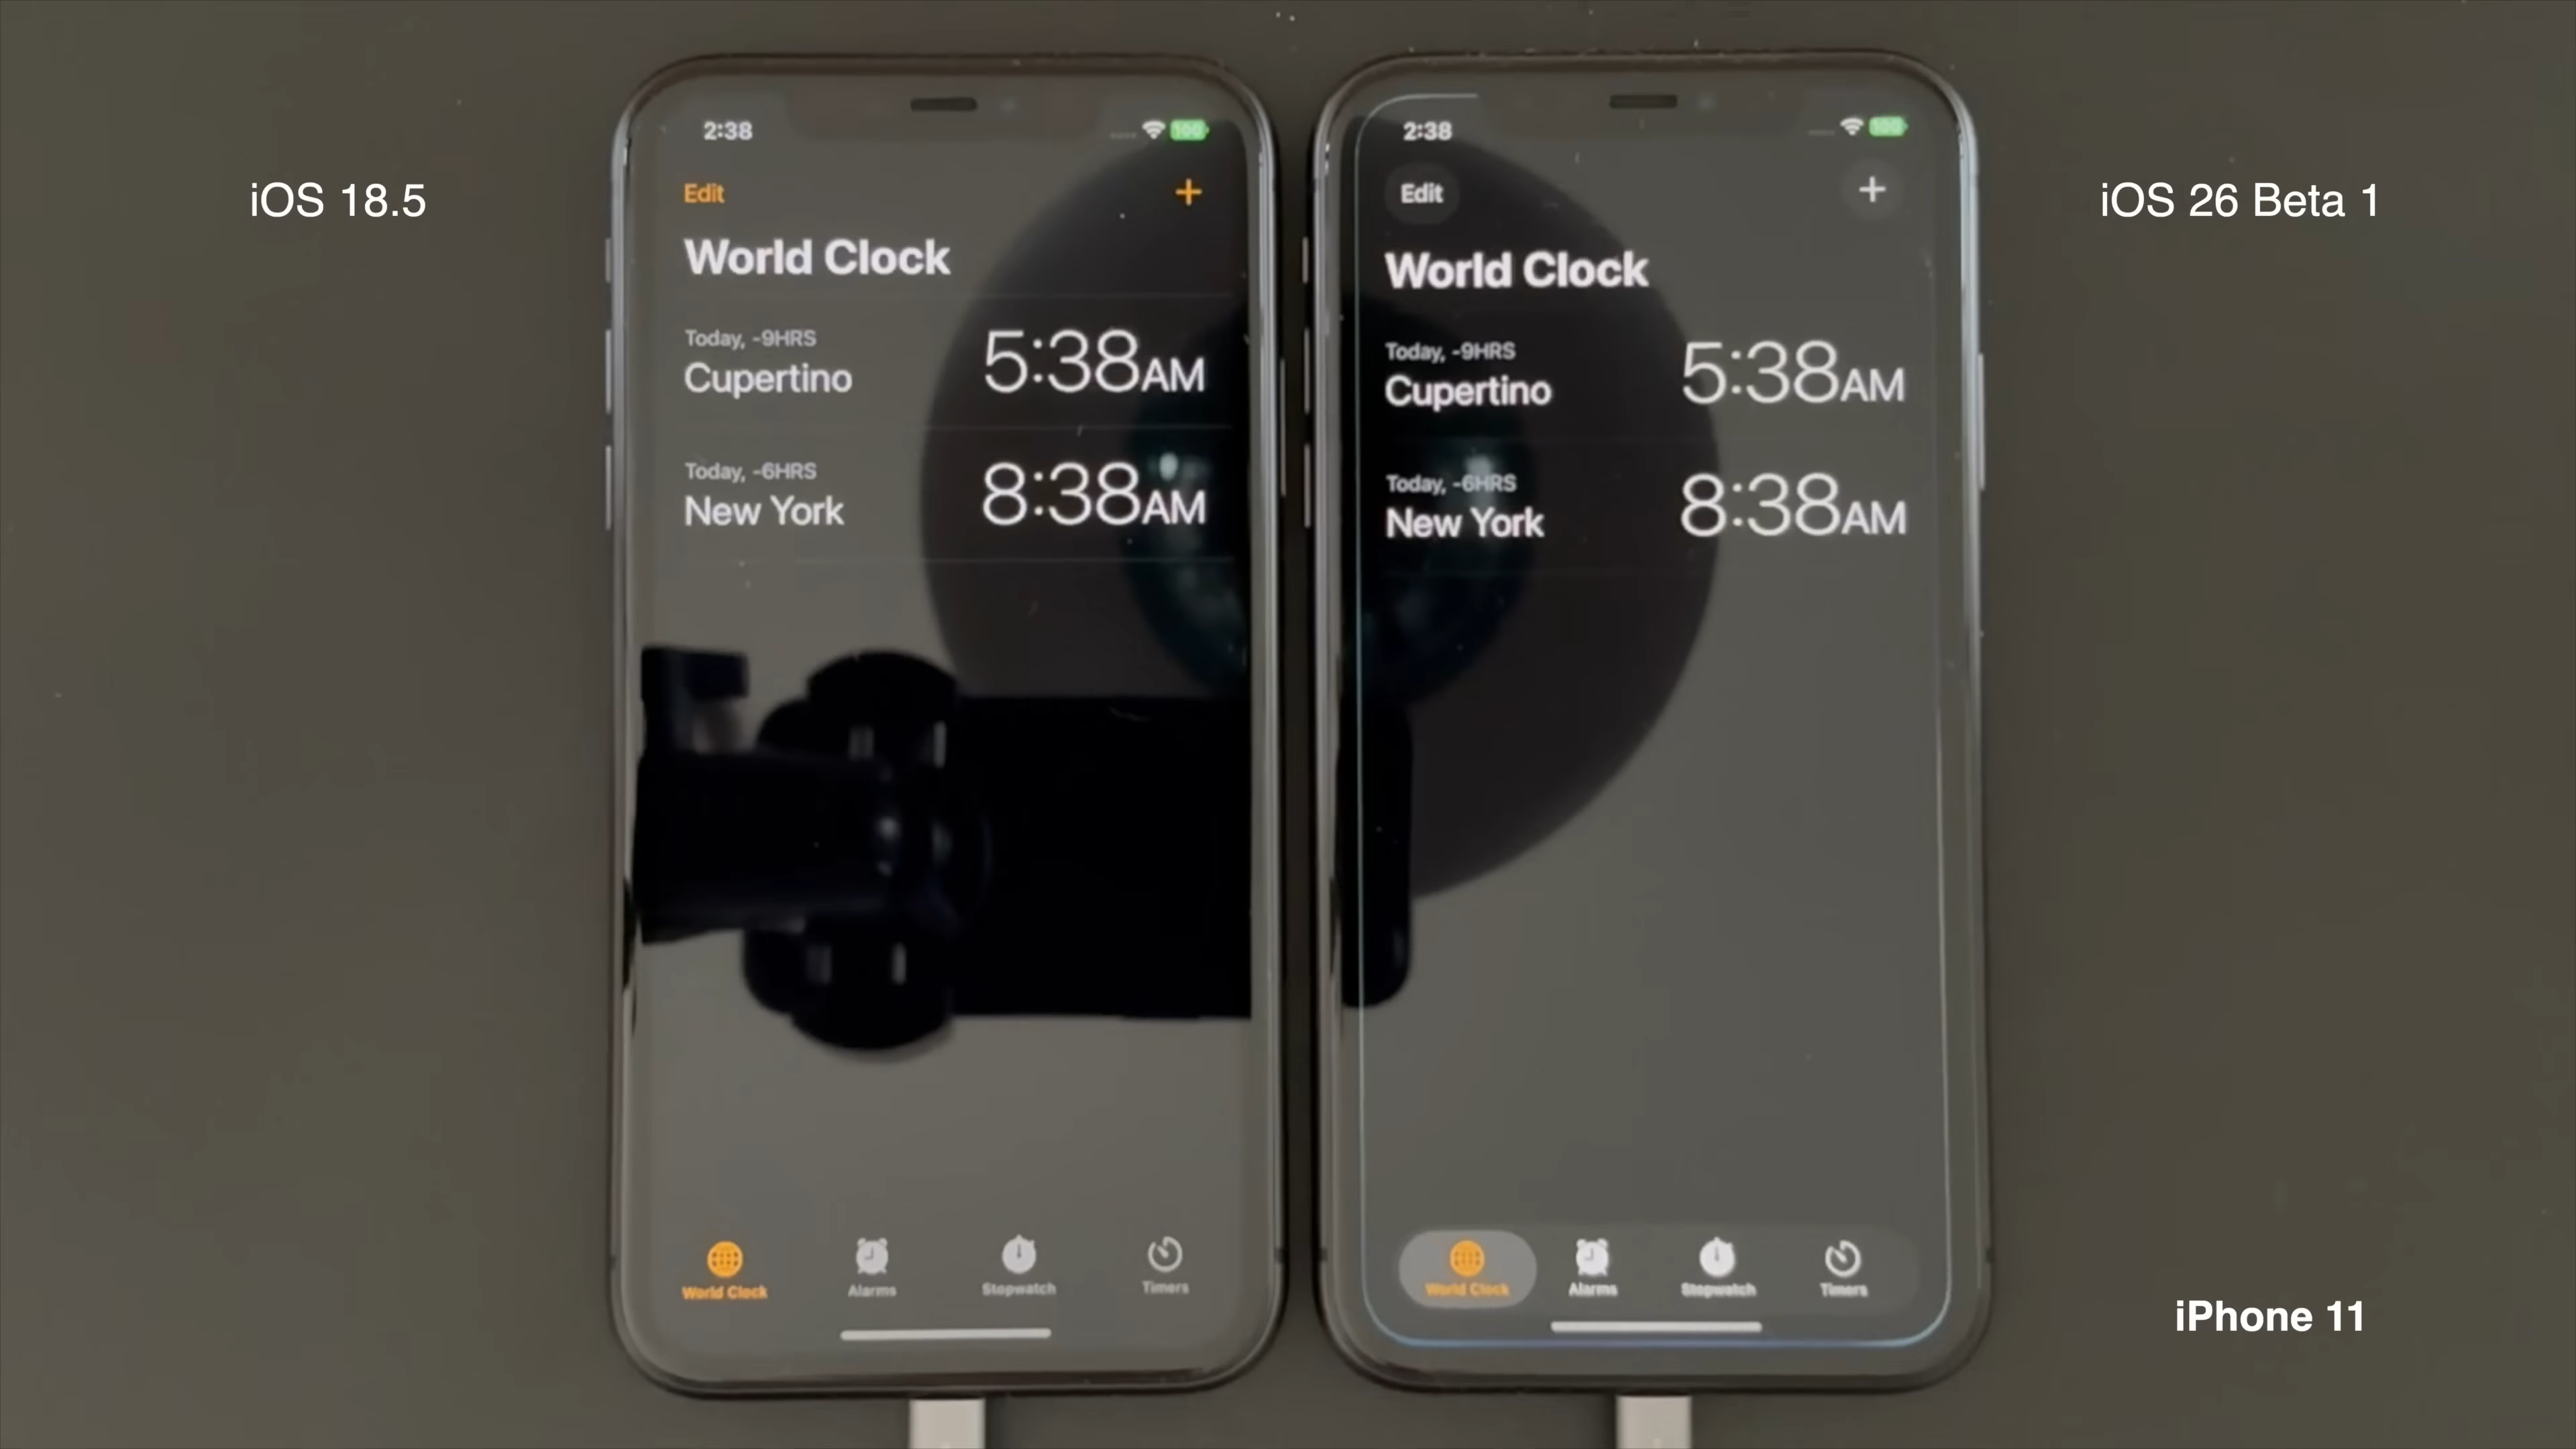 iOS 18.5
2:38
100
Edit
+
World Clock
Today, -9HRS
Cupertino
5:38AM
Today, -6HRS
New York
8:38AM
World Clock
Alarms
Stopwatch
Timers
iOS 26 Beta 1
2:38
100
Edit
+
World Clock
Today, -9HRS
Cupertino
5:38AM
Today, -6HRS
New York
8:38AM
World Clock
Alarms
Stopwatch
Timers
iPhone 11